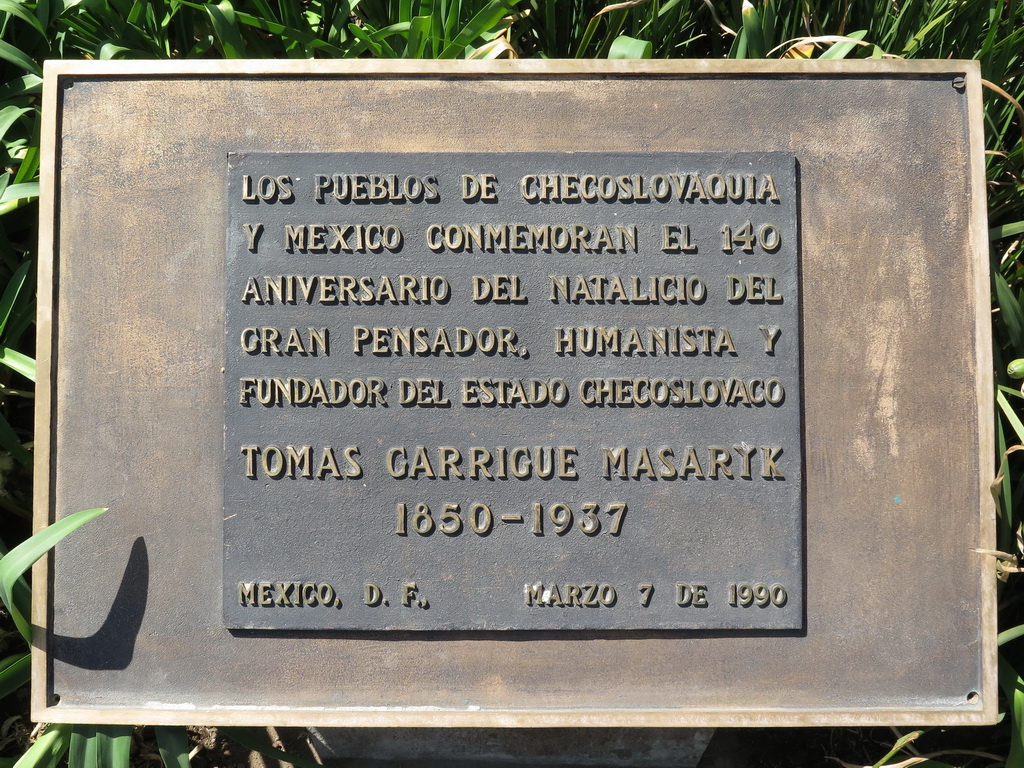 LOS PUEBLOS DE CHECOSLOVAQUIA
Y MEXICO CONMEMORAN EL 140
ANIVERSARIO DEL NATALICIO DEL
GRAN PENSADOR, HUMANISTA Y
FUNDADOR DEL ESTADO CHECOSLOVACO
TOMAS GARRIGUE MASARYK
1850-1937
MEXICO, D. F., MARZO 7 DE 1990